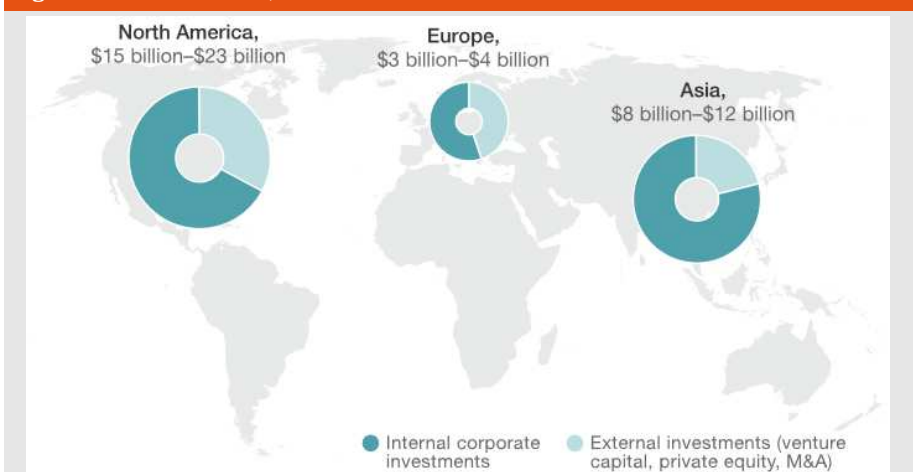 North America,
$15 billion–$23 billion
Europe,
$3 billion–$4 billion
Asia,
$8 billion–$12 billion
Internal corporate
investments
External investments (venture
capital, private equity, M&A)